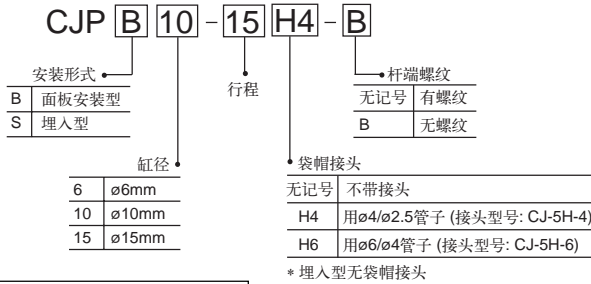 CJP B 10 - 15 H4 - B
安装形式
B 面板安装型
S 埋入型
行程
杆端螺纹
无记号 有螺纹
B 无螺纹
缸径
6 ø6mm
10 ø10mm
15 ø15mm
袋帽接头
无记号 不带接头
H4 用ø4/ø2.5管子 (接头型号: CJ-5H-4)
H6 用ø6/ø4管子 (接头型号: CJ-5H-6)
* 埋入型无袋帽接头